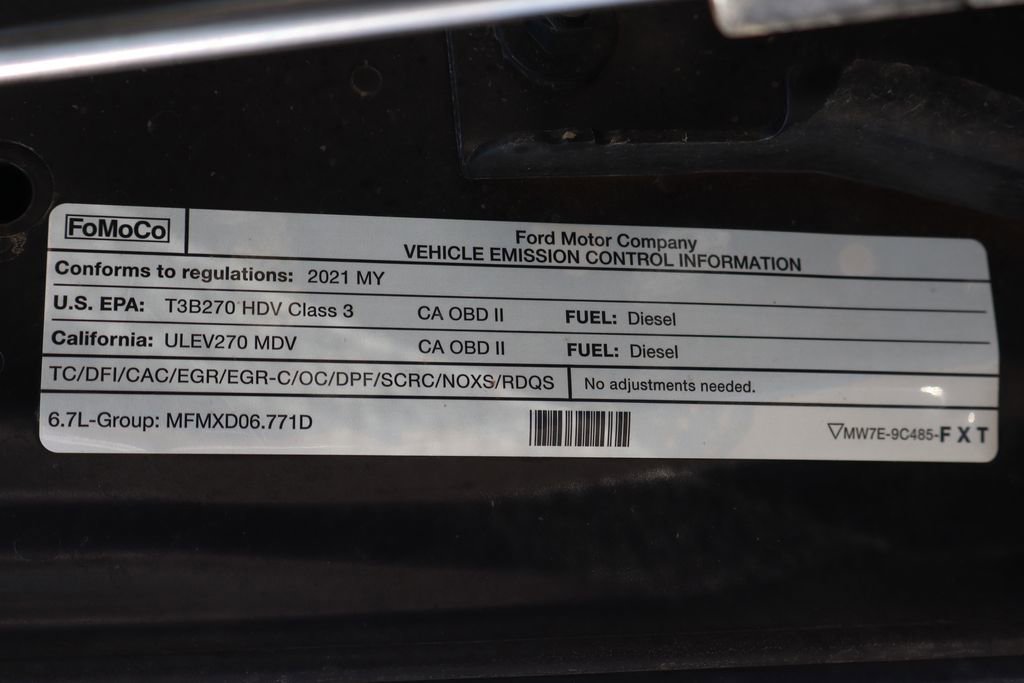 FoMoCo
Ford Motor Company
VEHICLE EMISSION CONTROL INFORMATION
Conforms to regulations: 2021 MY
U.S. EPA: T3B270 HDV Class 3 CA OBD II FUEL: Diesel
California: ULEV270 MDV CA OBD II FUEL: Diesel
TC/DFI/CAC/EGR/EGR-C/OC/DPF/SCRC/NOXS/RDQS No adjustments needed.
6.7L-Group: MFMXD06.771D ▽MW7E-9C485-F X T